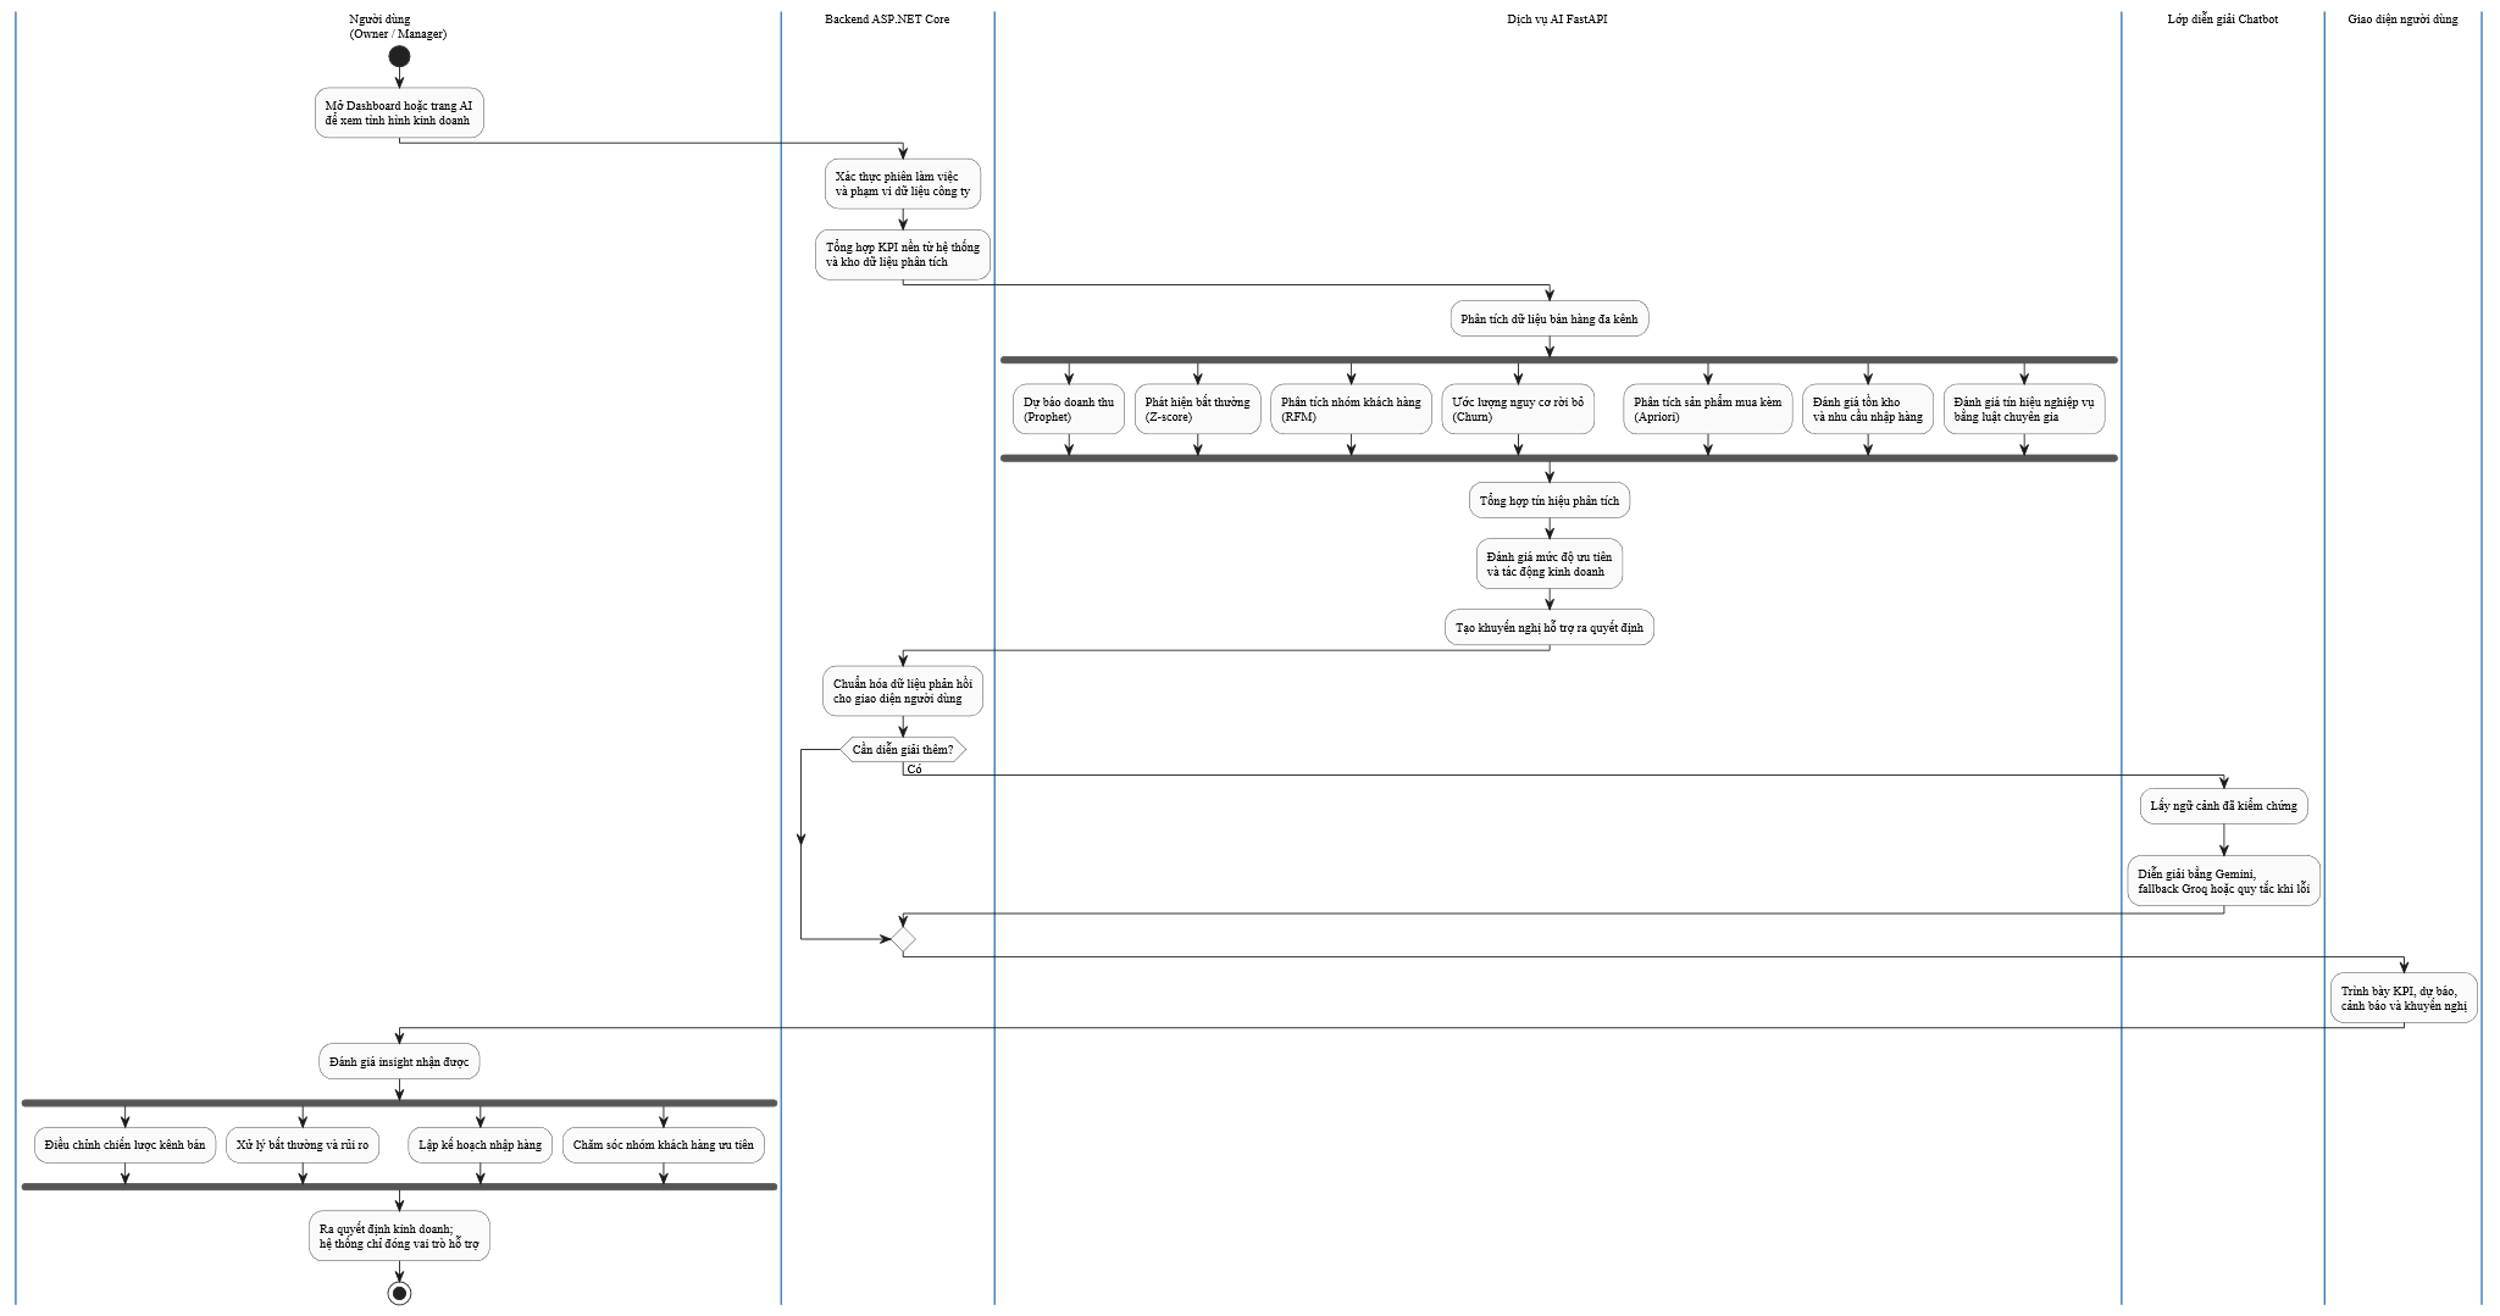 Người dùng
(Owner / Manager)
Backend ASP.NET Core
Dịch vụ AI FastAPI
Lớp diễn giải Chatbot
Giao diện người dùng
Mở Dashboard hoặc trang AI
để xem tình hình kinh doanh
Xác thực phiên làm việc
và phạm vi dữ liệu công ty
Tổng hợp KPI nền từ hệ thống
và kho dữ liệu phân tích
Phân tích dữ liệu bán hàng đa kênh
Dự báo doanh thu
(Prophet)
Phát hiện bất thường
(Z-score)
Phân tích nhóm khách hàng
(RFM)
Ước lượng nguy cơ rời bỏ
(Churn)
Phân tích sản phẩm mua kèm
(Apriori)
Đánh giá tồn kho
và nhu cầu nhập hàng
Đánh giá tín hiệu nghiệp vụ
bằng luật chuyên gia
Tổng hợp tín hiệu phân tích
Đánh giá mức độ ưu tiên
và tác động kinh doanh
Tạo khuyến nghị hỗ trợ ra quyết định
Chuẩn hóa dữ liệu phản hồi
cho giao diện người dùng
Cần diễn giải thêm?
Có
Lấy ngữ cảnh đã kiểm chứng
Diễn giải bằng Gemini,
fallback Groq hoặc quy tắc khi lỗi
Trình bày KPI, dự báo,
cảnh báo và khuyến nghị
Đánh giá insight nhận được
Điều chỉnh chiến lược kênh bán
Xử lý bất thường và rủi ro
Lập kế hoạch nhập hàng
Chăm sóc nhóm khách hàng ưu tiên
Ra quyết định kinh doanh;
hệ thống chỉ đóng vai trò hỗ trợ